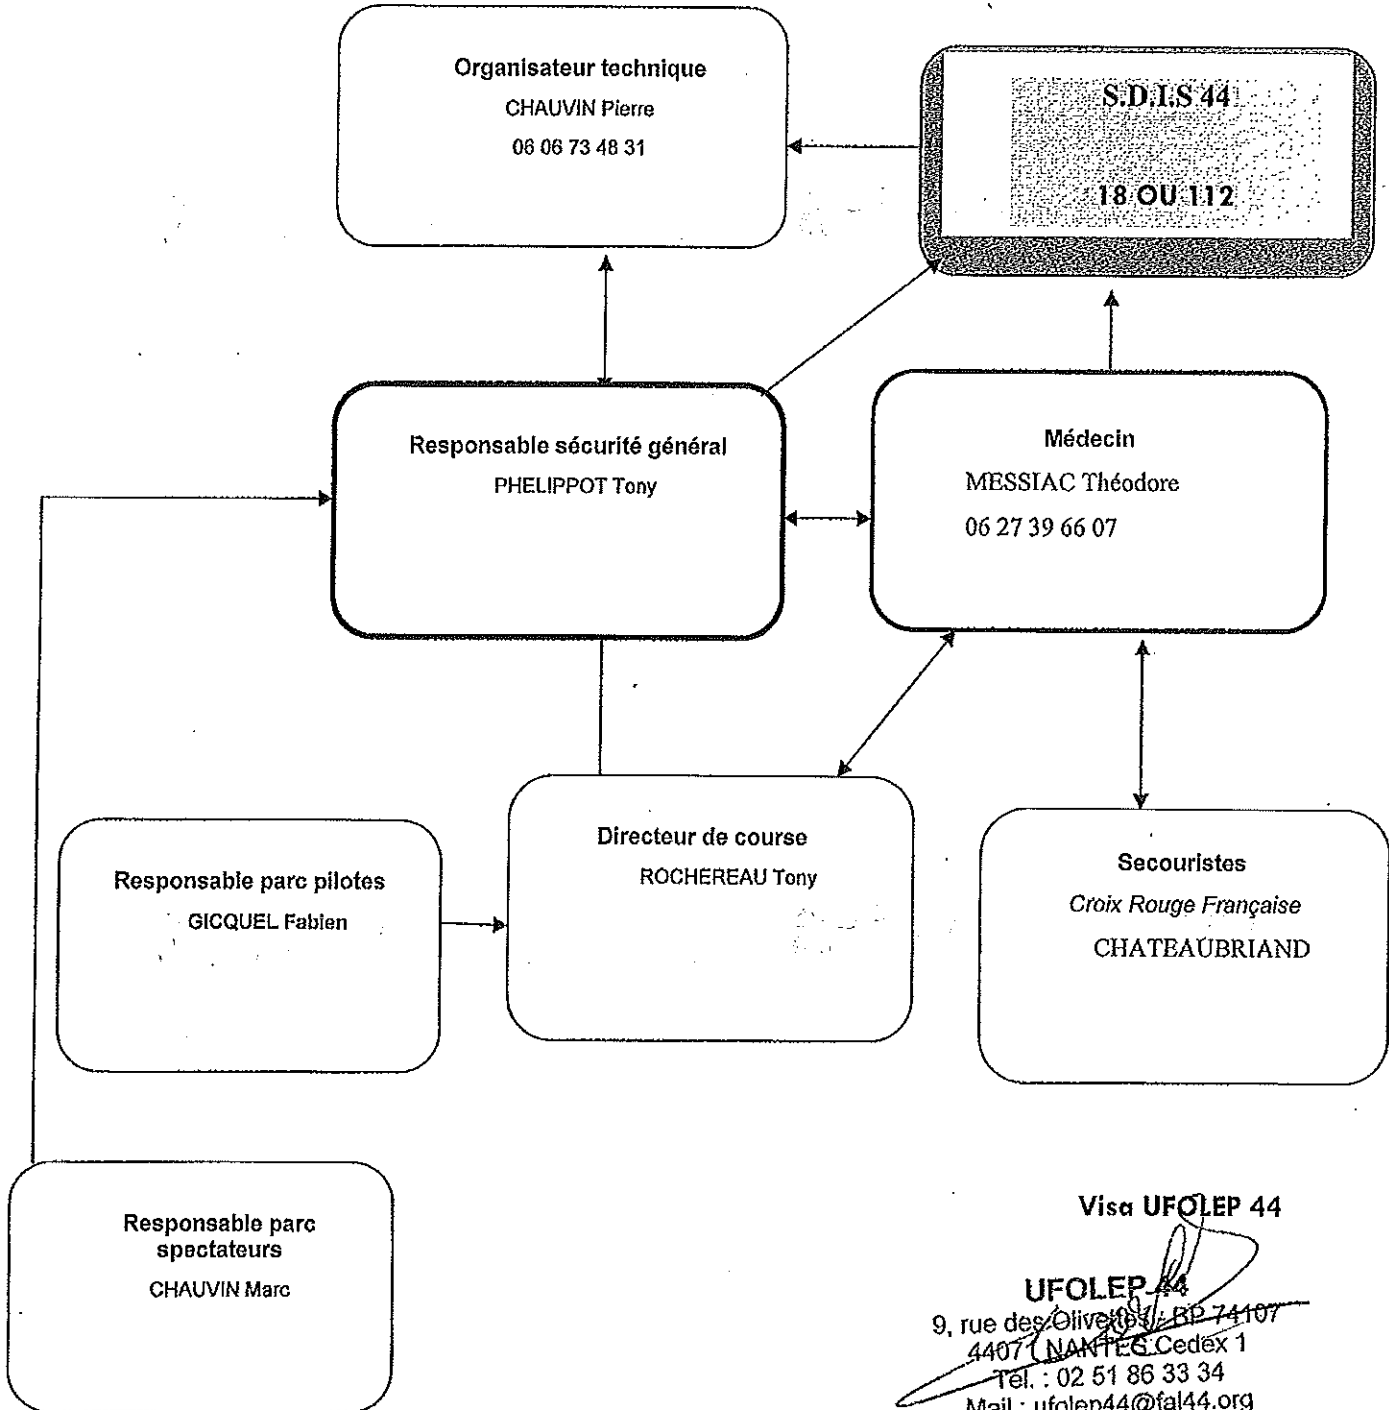 Organisateur technique
CHAUVIN Pierre
06 06 73 48 31
S.D.I.S 44
18 OU 112
Responsable sécurité général
PHELIPPOT Tony
Médecin
MESSIAC Théodore
06 27 39 66 07
Responsable parc pilotes
GICQUEL Fabien
Directeur de course
ROCHEREAU Tony
Secouristes
Croix Rouge Française
CHATEAUBRIAND
Responsable parc
spectateurs
CHAUVIN Marc
Visa UFOLEP 44
UFOLEP 44
9, rue des Olivettes - BP 74107
44071 NANTES Cedex 1
Tél. : 02 51 86 33 34
Mail : ufolep44@fal44.org